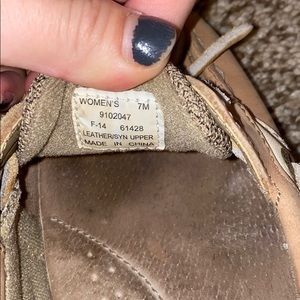 WOMEN'S 7M
9102047
F-14 61428
LEATHER/SYN UPPER
MADE IN CHINA